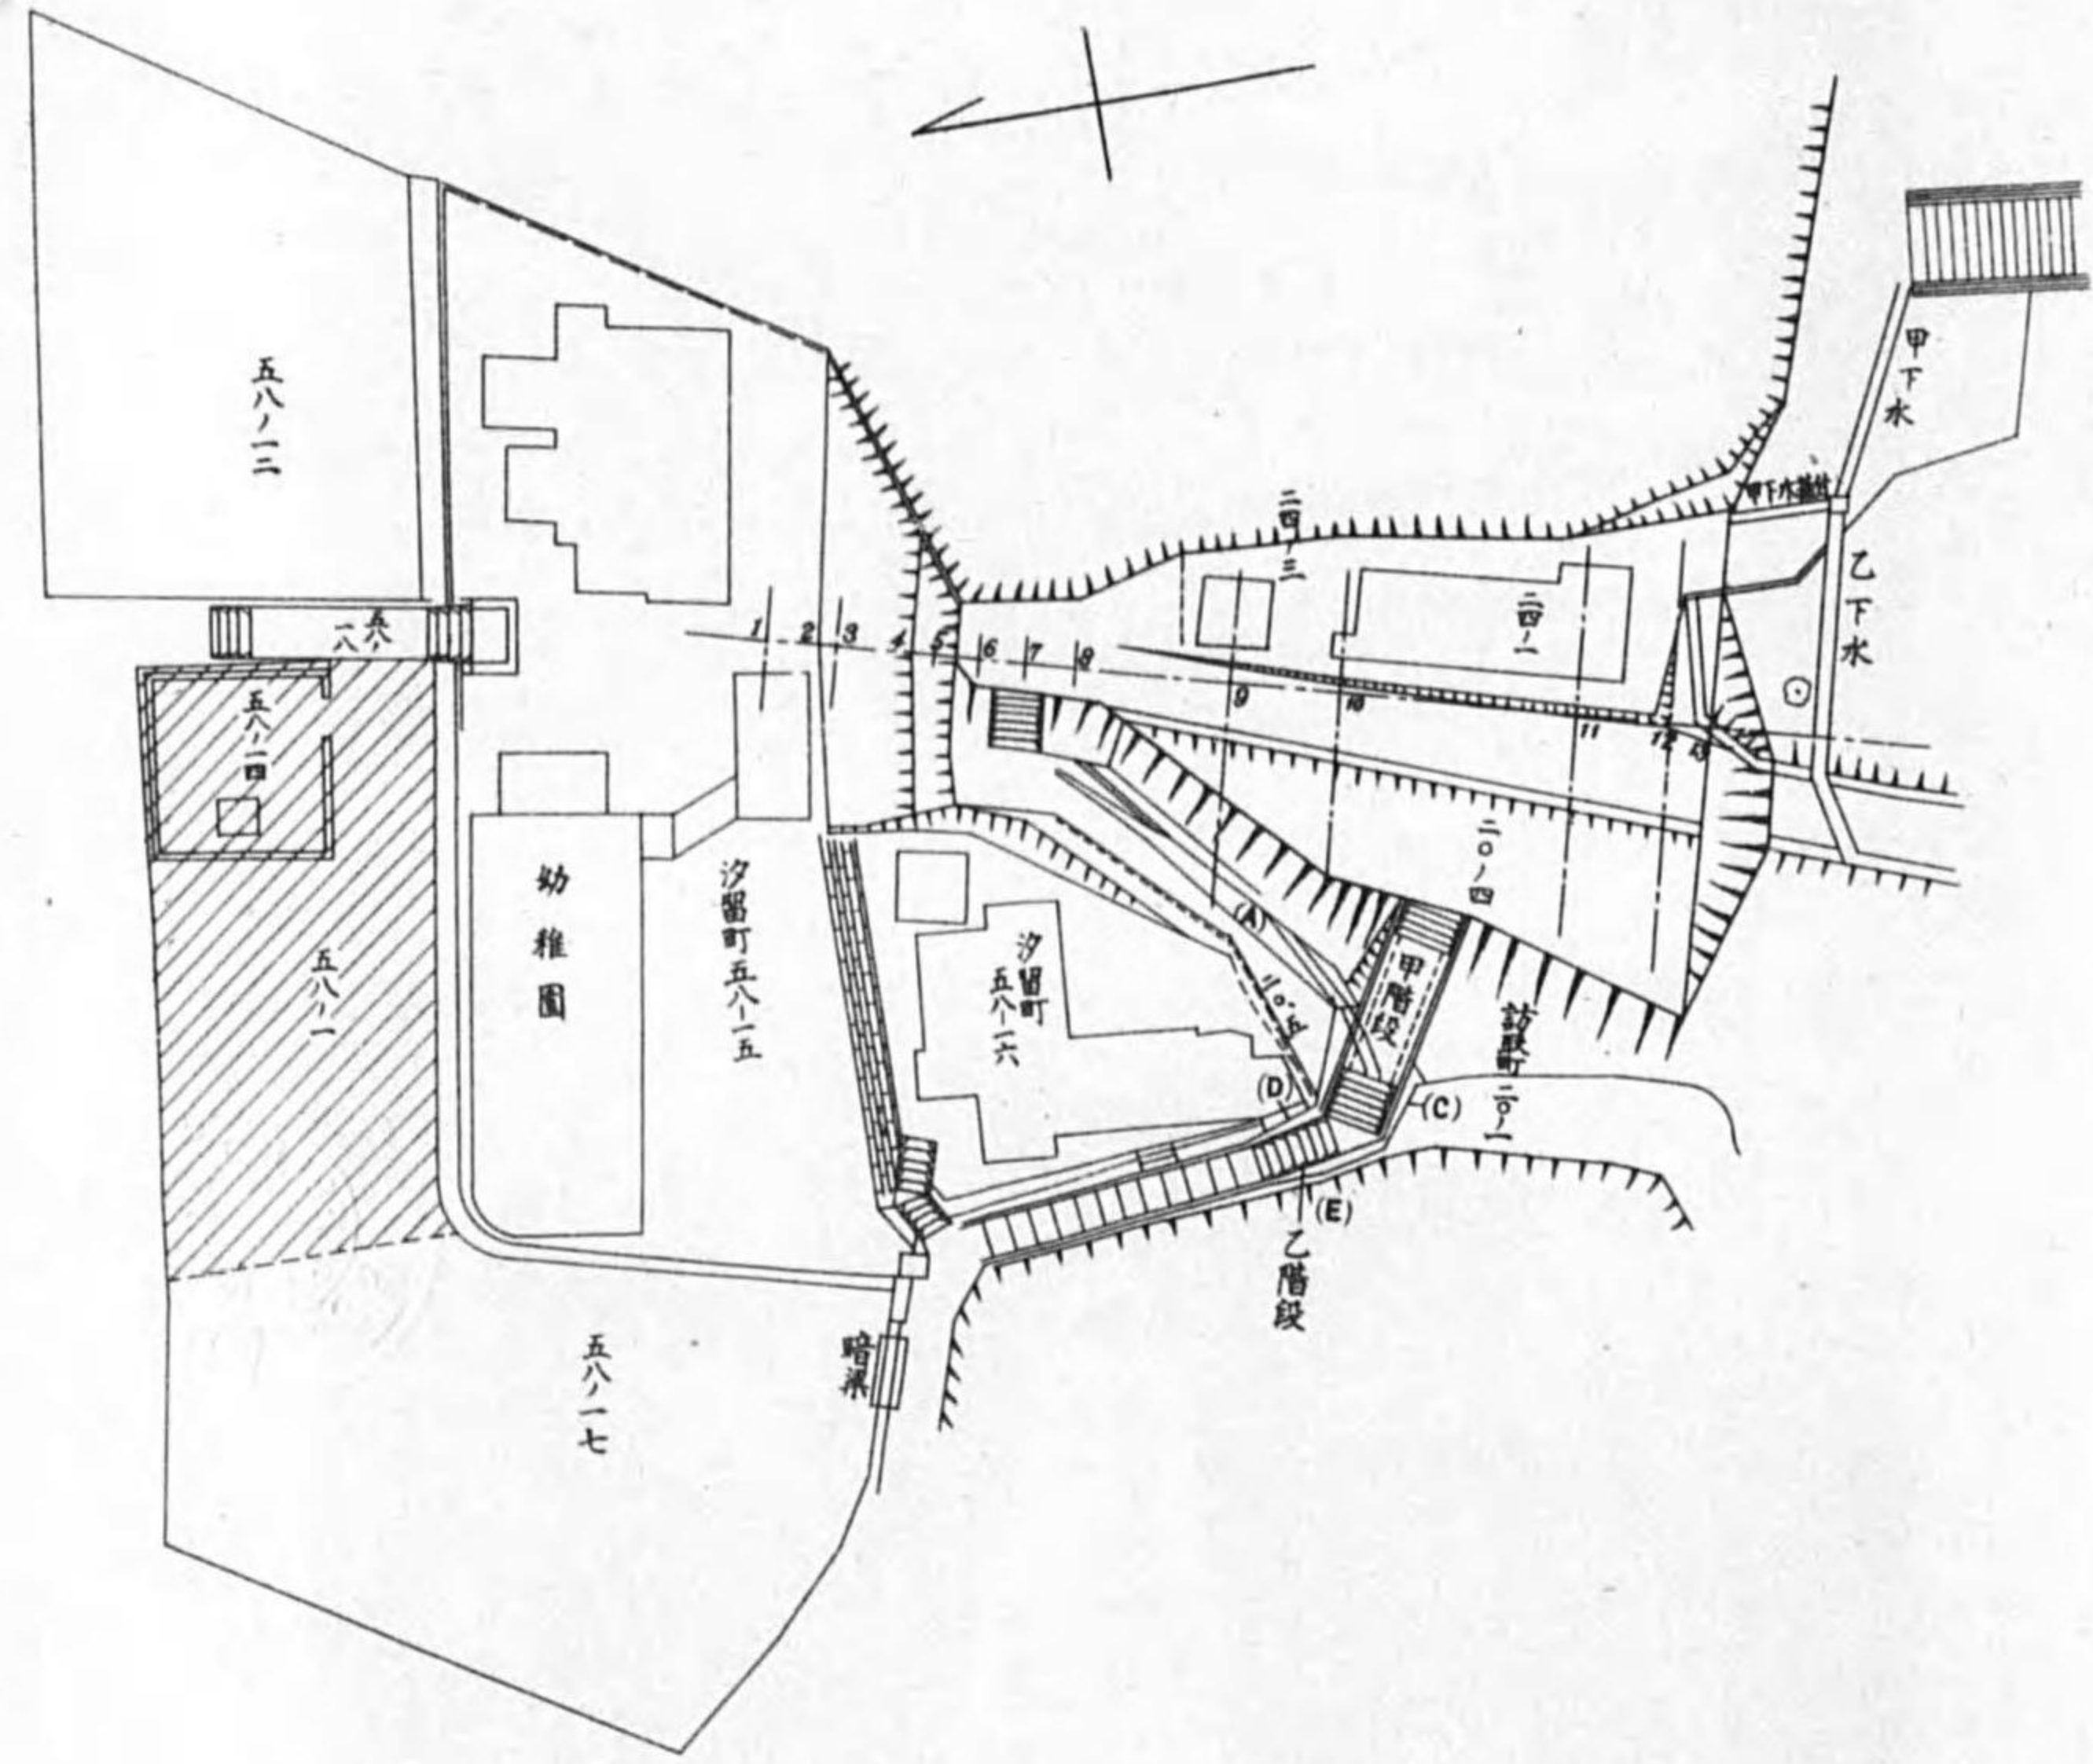 五八ノ一二
五八ノ一八
五八ノ一四
五八ノ一
幼稚園
汐留町五八ノ一五
汐留町
五八ノ一六
五八ノ一七
暗渠
1
2
3
4
5
6
7
8
9
10
11
12
13
二四ノ三
二四ノ一
二〇ノ四
二〇ノ五
甲下水
乙下水
甲階段
乙階段
二〇ノ一
(A)
(C)
(D)
(E)